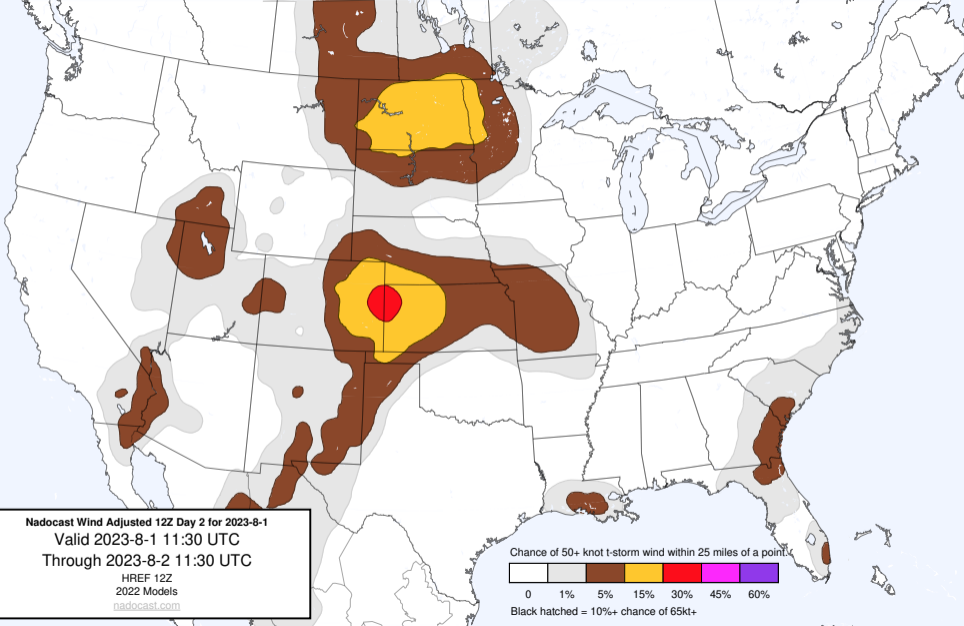 Nadocast Wind Adjusted 12Z Day 2 for 2023-8-1
Valid 2023-8-1 11:30 UTC
Through 2023-8-2 11:30 UTC
HREF 12Z
2022 Models
nadocast.com
Chance of 50+ knot t-storm wind within 25 miles of a point.
0 1% 5% 15% 30% 45% 60%
Black hatched = 10%+ chance of 65kt+